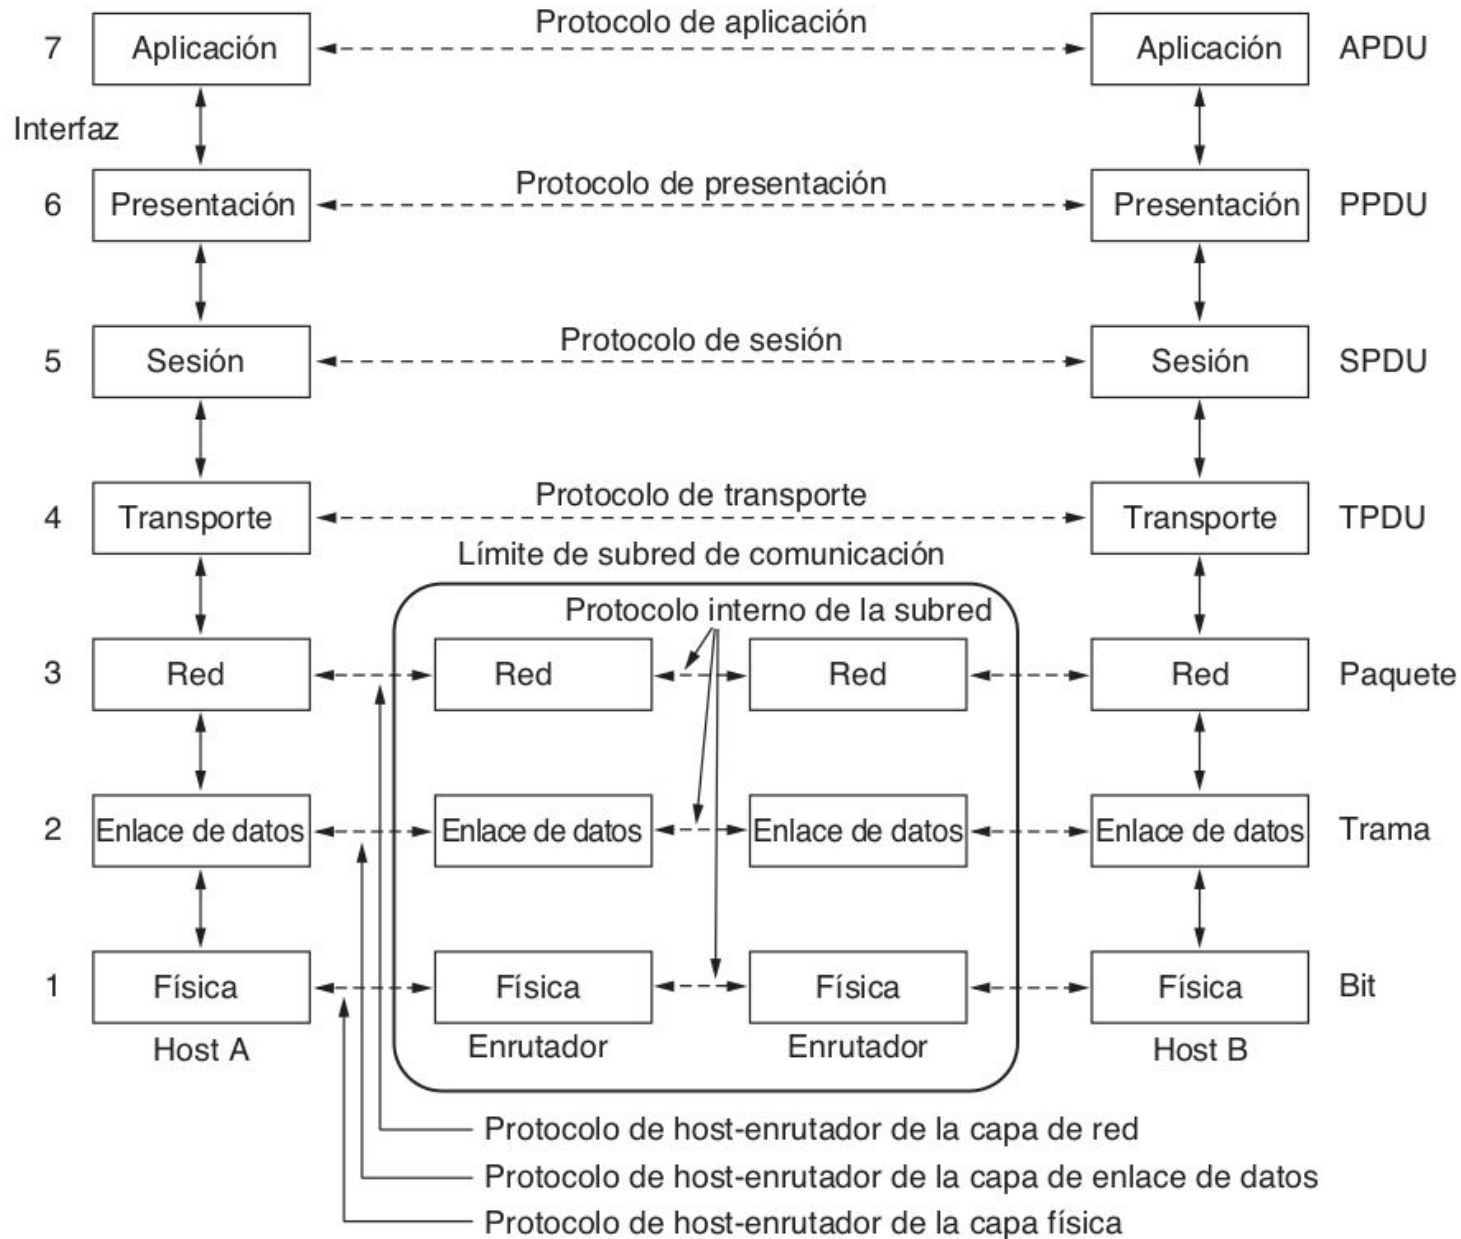 Protocolo de aplicación
7
Aplicación
Aplicación
APDU
Interfaz
Protocolo de presentación
6
Presentación
Presentación
PPDU
Protocolo de sesión
5
Sesión
Sesión
SPDU
Protocolo de transporte
4
Transporte
Transporte
TPDU
Límite de subred de comunicación
Protocolo interno de la subred
3
Red
Red
Red
Red
Paquete
2
Enlace de datos
Enlace de datos
Enlace de datos
Enlace de datos
Trama
1
Física
Física
Física
Física
Bit
Host A
Enrutador
Enrutador
Host B
Protocolo de host-enrutador de la capa de red
Protocolo de host-enrutador de la capa de enlace de datos
Protocolo de host-enrutador de la capa física